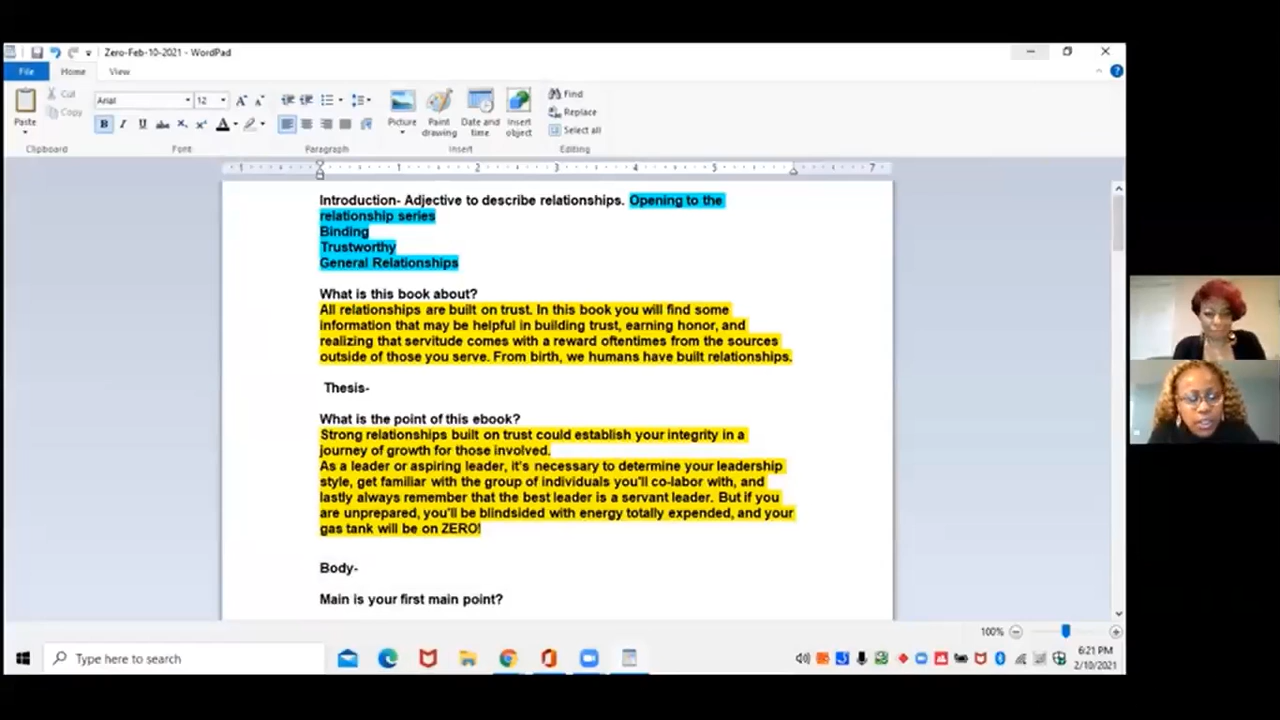 Zero-Feb-10-2021 - WordPad
File Home View
Paste
Cut
Copy
Clipboard
Arial 12
B I U abc X₂ X² A
Font
Paragraph
Picture
Paint drawing
Date and time
Insert object
Insert
Find
Replace
Select all
Editing
1 1 2 3 4 5 7
Introduction- Adjective to describe relationships. Opening to the
relationship series
Binding
Trustworthy
General Relationships
What is this book about?
All relationships are built on trust. In this book you will find some
information that may be helpful in building trust, earning honor, and
realizing that servitude comes with a reward oftentimes from the sources
outside of those you serve. From birth, we humans have built relationships.
Thesis-
What is the point of this ebook?
Strong relationships built on trust could establish your integrity in a
journey of growth for those involved.
As a leader or aspiring leader, it's necessary to determine your leadership
style, get familiar with the group of individuals you'll co-labor with, and
lastly always remember that the best leader is a servant leader. But if you
are unprepared, you'll be blindsided with energy totally expended, and your
gas tank will be on ZERO!
Body-
Main is your first main point?
100%
Type here to search
6:21 PM
2/10/2021